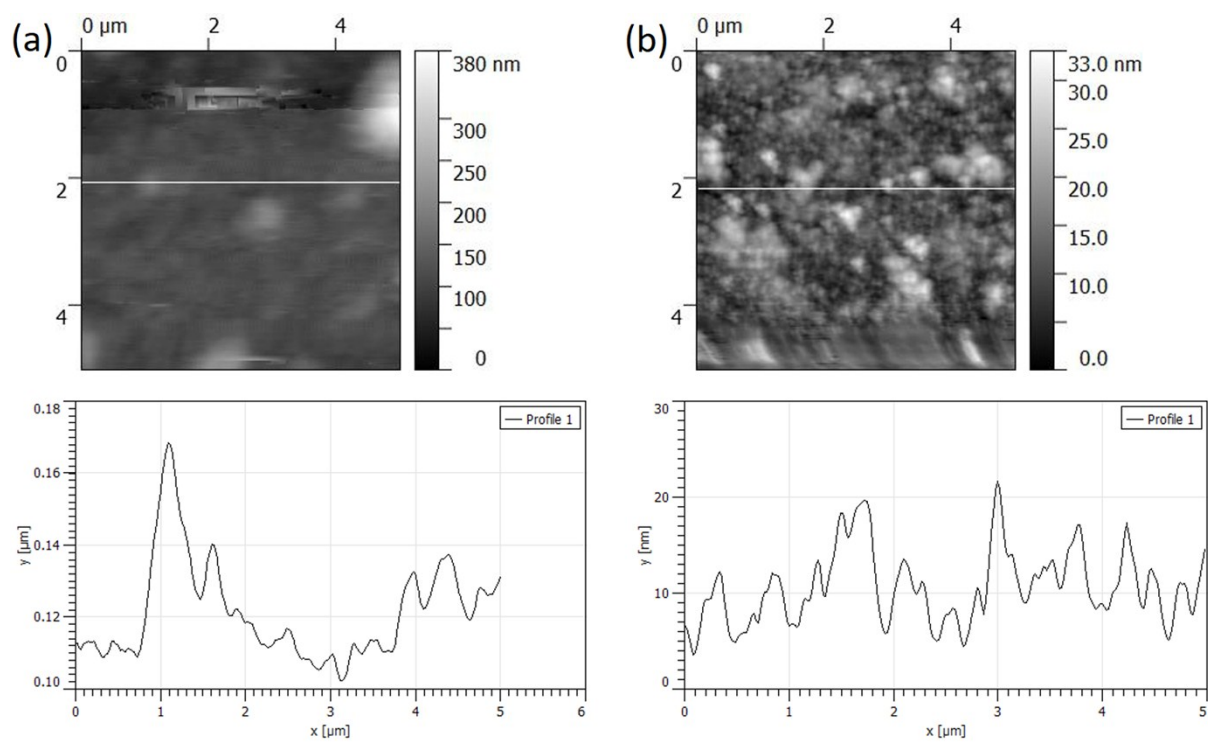 (a)
0 µm 2 4
0
2
4
380 nm
300
250
200
150
100
0
(b)
0 µm 2 4
0
2
4
33.0 nm
30.0
25.0
20.0
15.0
10.0
0.0
0.18
0.16
0.14
0.12
0.10
y [µm]
Profile 1
0 1 2 3 4 5 6
x [µm]
30
20
10
0
y [nm]
Profile 1
0 1 2 3 4 5
x [µm]